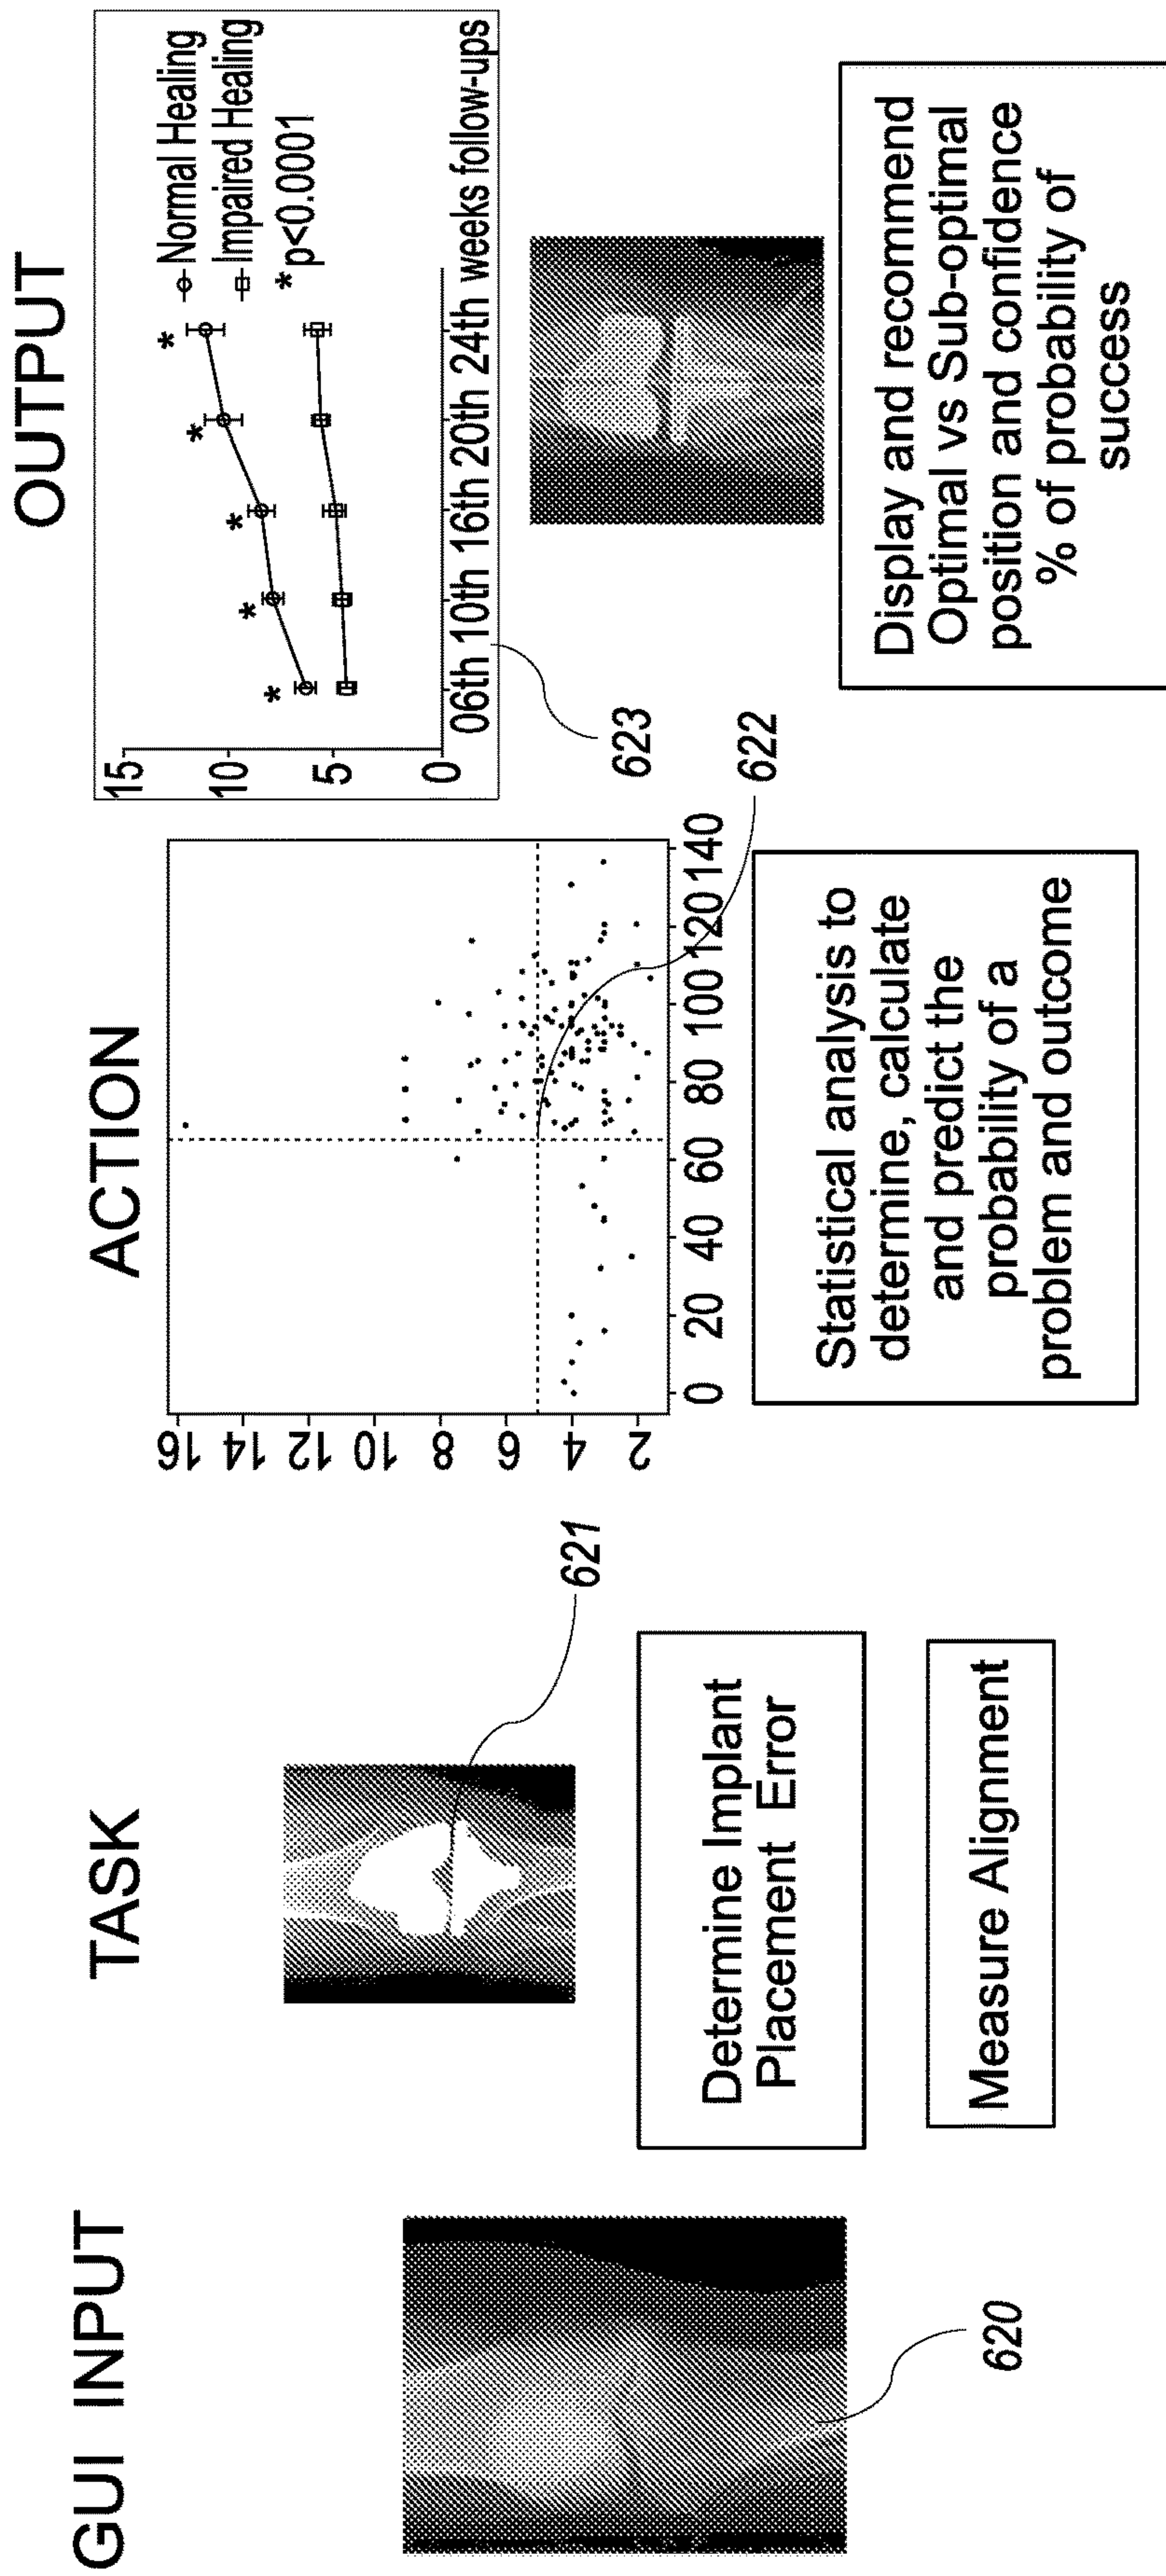 GUI INPUT
620
TASK
621
Determine Implant
Placement Error
Measure Alignment
ACTION
16
14
12
10
8
6
4
2
0 20 40 60 80 100 120 140
622
Statistical analysis to
determine, calculate
and predict the
probability of a
problem and outcome
OUTPUT
15
10
5
0
Normal Healing
Impaired Healing
* p<0.0001
*
*
*
*
*
06th 10th 16th 20th 24th weeks follow-ups
623
Display and recommend
Optimal vs Sub-optimal
position and confidence
% of probability of
success